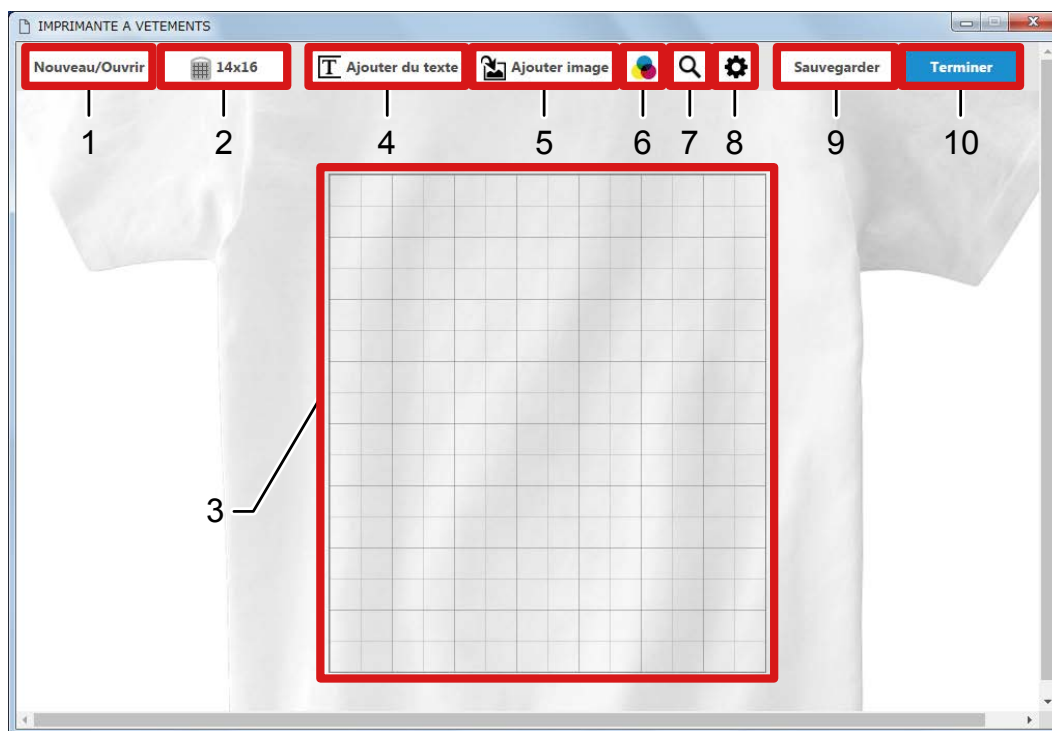 IMPRIMANTE A VETEMENTS
Nouveau/Ouvrir 14x16 T Ajouter du texte Ajouter image Sauvegarder Terminer
1 2 4 5 6 7 8 9 10
3